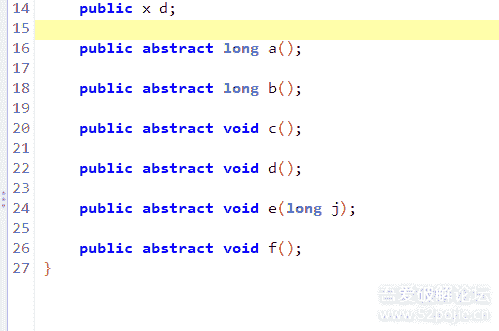 14 public x d;
15
16 public abstract long a();
17
18 public abstract long b();
19
20 public abstract void c();
21
22 public abstract void d();
23
24 public abstract void e(long j);
25
26 public abstract void f();
27 }
吾爱破解论坛
www.52pojie.cn